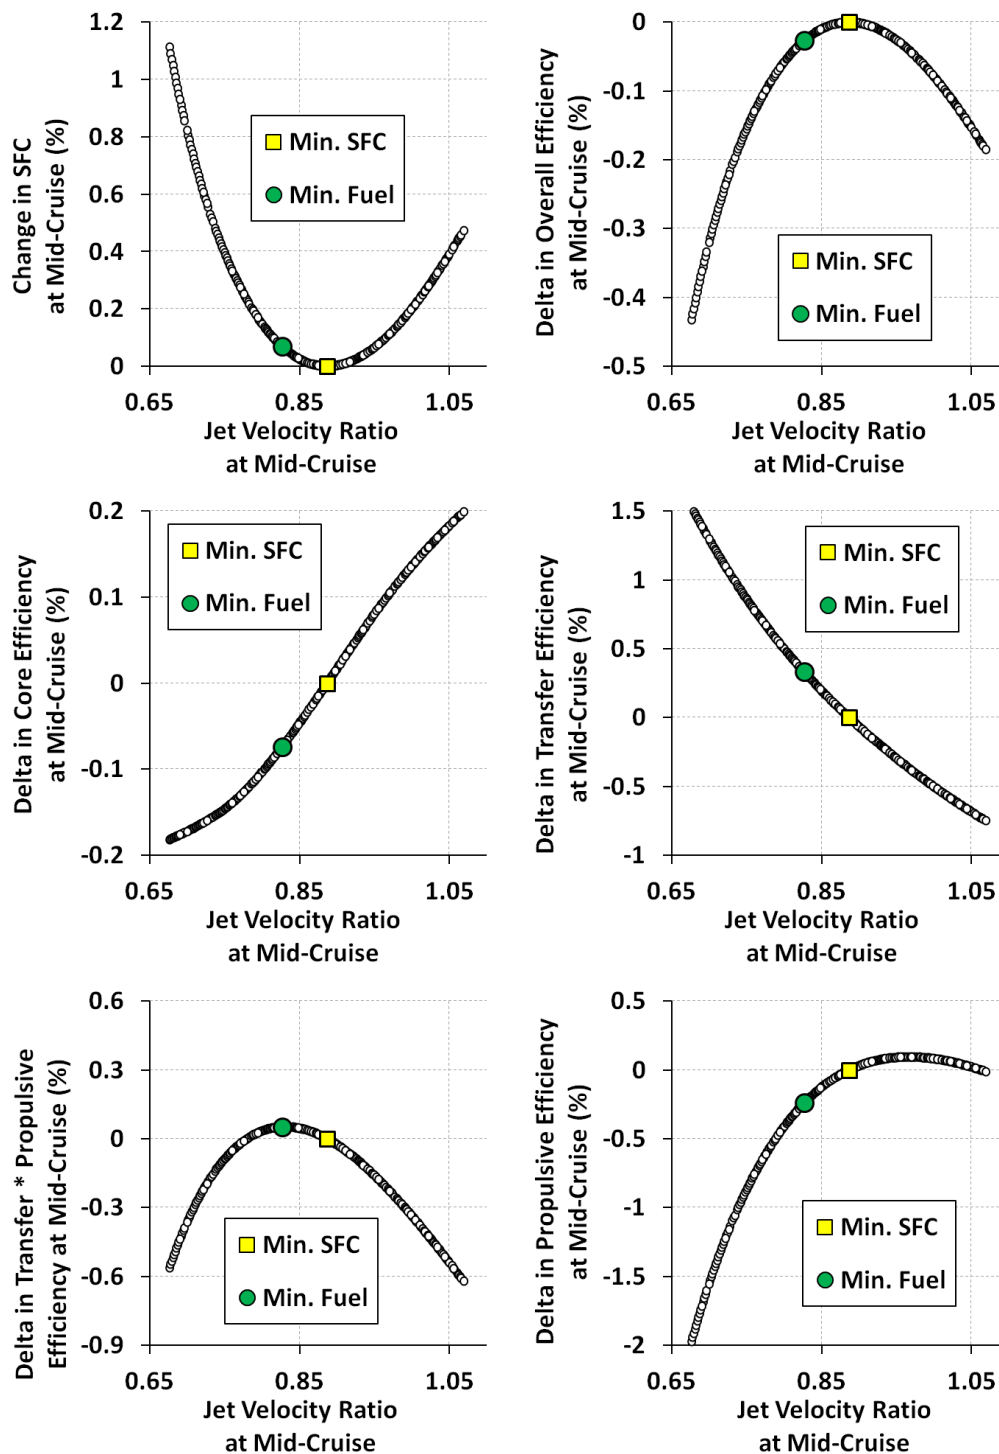 Change in SFC
at Mid-Cruise (%)
1.2
1
0.8
0.6
0.4
0.2
0
Min. SFC
Min. Fuel
0.65
0.85
1.05
Jet Velocity Ratio
at Mid-Cruise
Delta in Overall Efficiency
at Mid-Cruise (%)
0
-0.1
-0.2
-0.3
-0.4
-0.5
Min. SFC
Min. Fuel
0.65
0.85
1.05
Jet Velocity Ratio
at Mid-Cruise
Delta in Core Efficiency
at Mid-Cruise (%)
0.2
0.1
0
-0.1
-0.2
Min. SFC
Min. Fuel
0.65
0.85
1.05
Jet Velocity Ratio
at Mid-Cruise
Delta in Transfer Efficiency
at Mid-Cruise (%)
1.5
1
0.5
0
-0.5
-1
Min. SFC
Min. Fuel
0.65
0.85
1.05
Jet Velocity Ratio
at Mid-Cruise
Delta in Transfer * Propulsive
Efficiency at Mid-Cruise (%)
0.6
0.3
0
-0.3
-0.6
-0.9
Min. SFC
Min. Fuel
0.65
0.85
1.05
Jet Velocity Ratio
at Mid-Cruise
Delta in Propulsive Efficiency
at Mid-Cruise (%)
0.5
0
-0.5
-1
-1.5
-2
Min. SFC
Min. Fuel
0.65
0.85
1.05
Jet Velocity Ratio
at Mid-Cruise